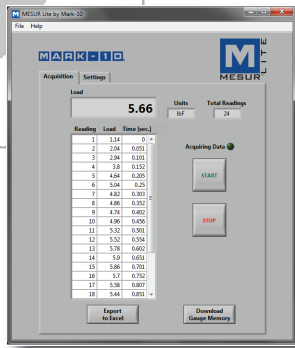 MESUR Lite by Mark-10
File Help
MARK-10
M
MESUR
LITE
Acquisition Settings
Load
5.66
Units
lbF
Total Readings
24
Reading Load Time [sec.]
1 1.14 0
2 2.04 0.051
3 2.94 0.101
4 3.8 0.152
5 4.64 0.205
6 5.04 0.25
7 4.82 0.303
8 4.86 0.352
9 4.74 0.402
10 4.96 0.456
11 5.32 0.501
12 5.52 0.554
13 5.78 0.602
14 5.9 0.651
15 5.86 0.701
16 5.7 0.752
17 5.58 0.807
18 5.44 0.851
Acquiring Data
START
STOP
Export
to Excel
Download
Gauge Memory